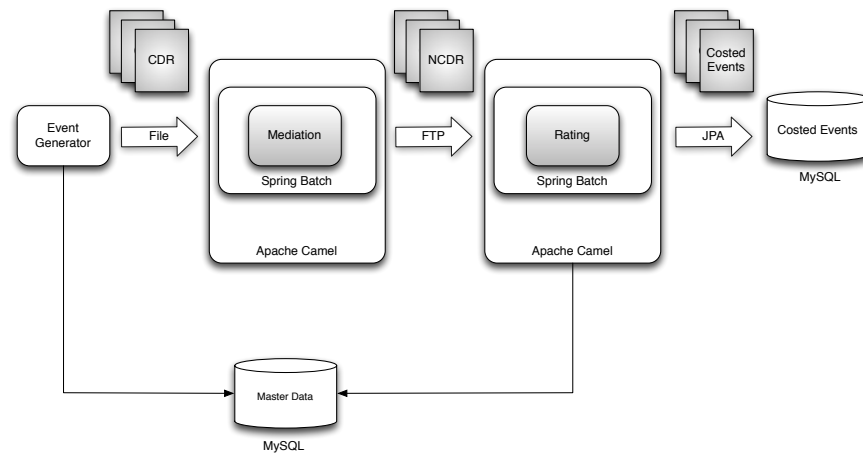 CDR
NCDR
Costed
Events
Event
Generator
File
Mediation
Spring Batch
Apache Camel
FTP
Rating
Spring Batch
Apache Camel
JPA
Costed Events
MySQL
Master Data
MySQL